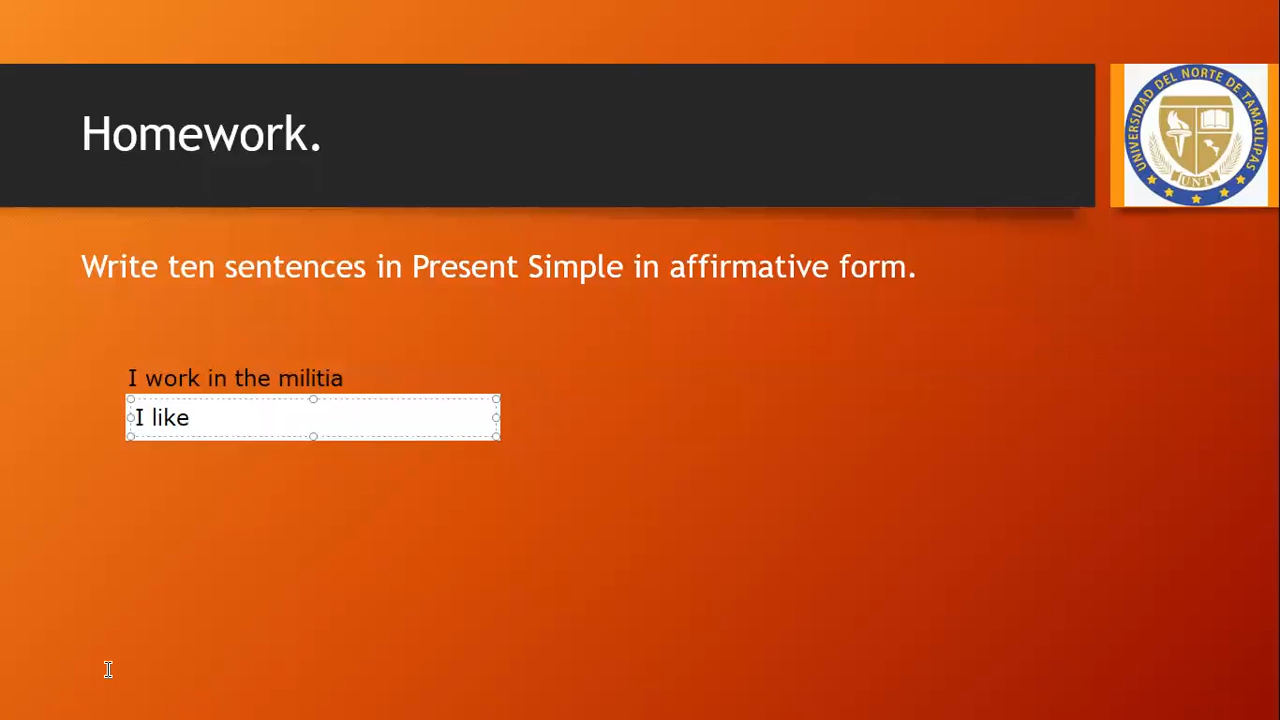 Homework.
UNIVERSIDAD DEL NORTE DE TAMAULIPAS
UNT
Write ten sentences in Present Simple in affirmative form.
I work in the militia
I like